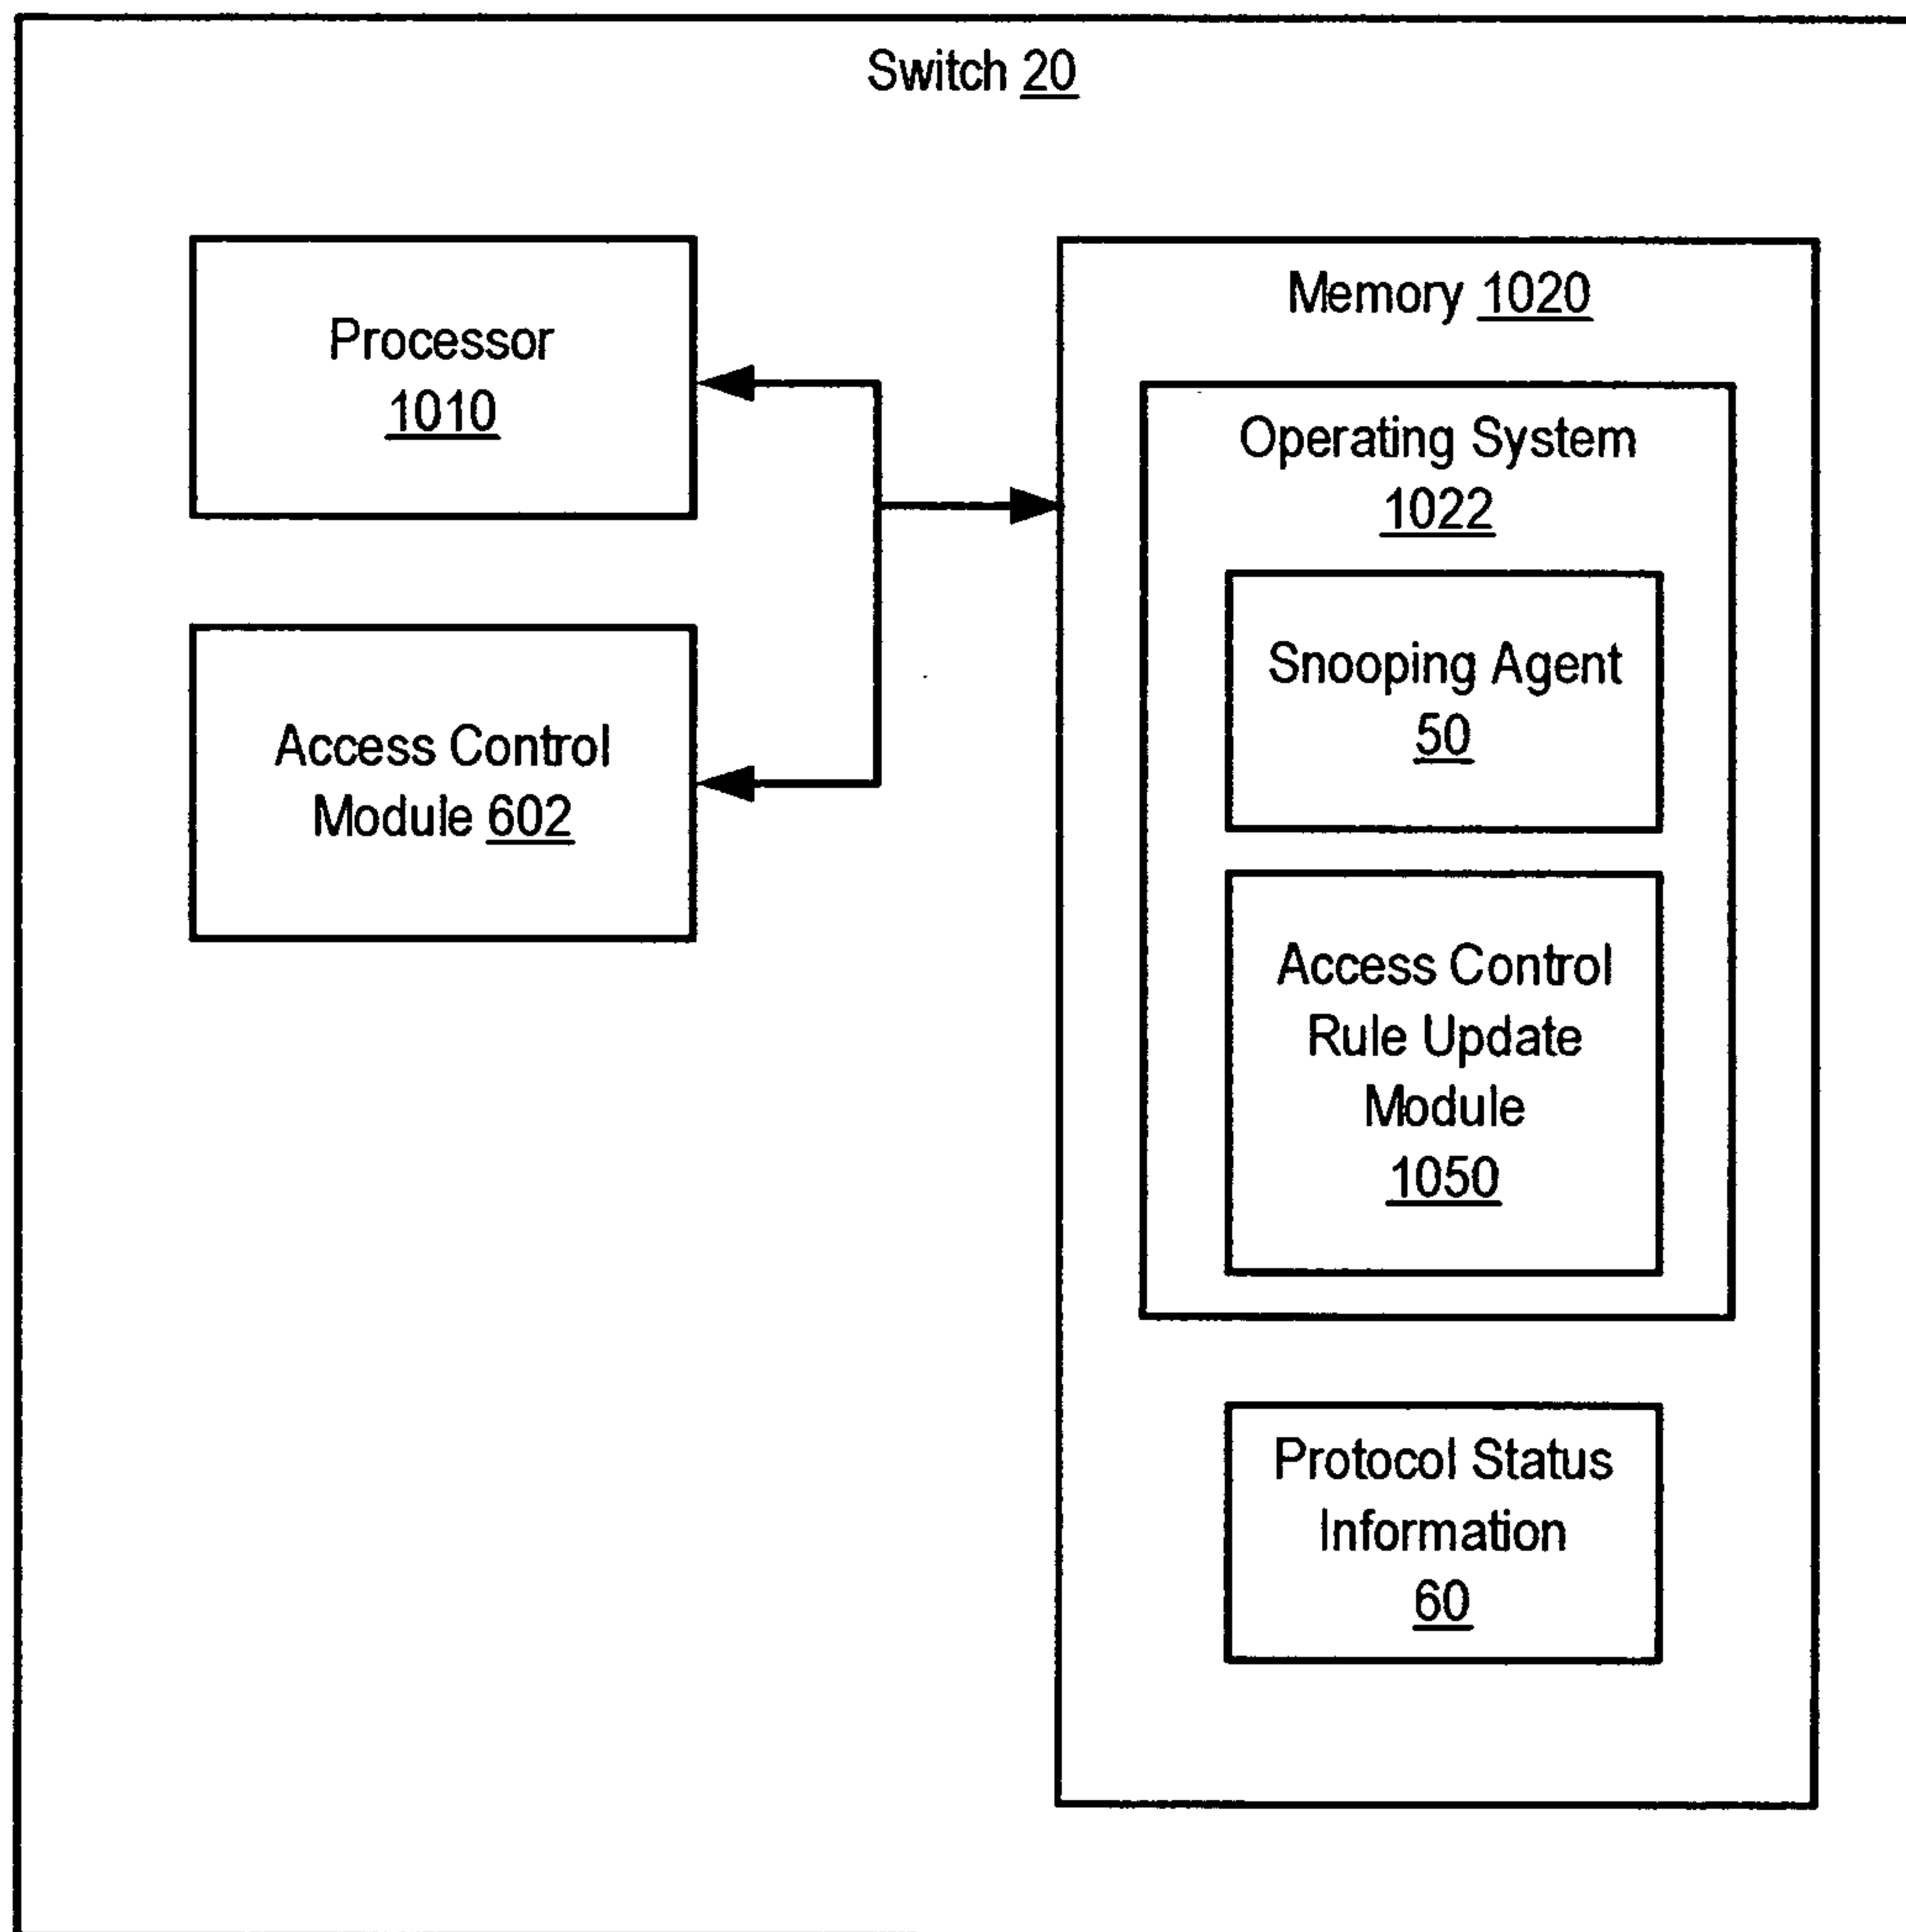 Switch 20
Processor
1010
Access Control
Module 602
Memory 1020
Operating System
1022
Snooping Agent
50
Access Control
Rule Update
Module
1050
Protocol Status
Information
60